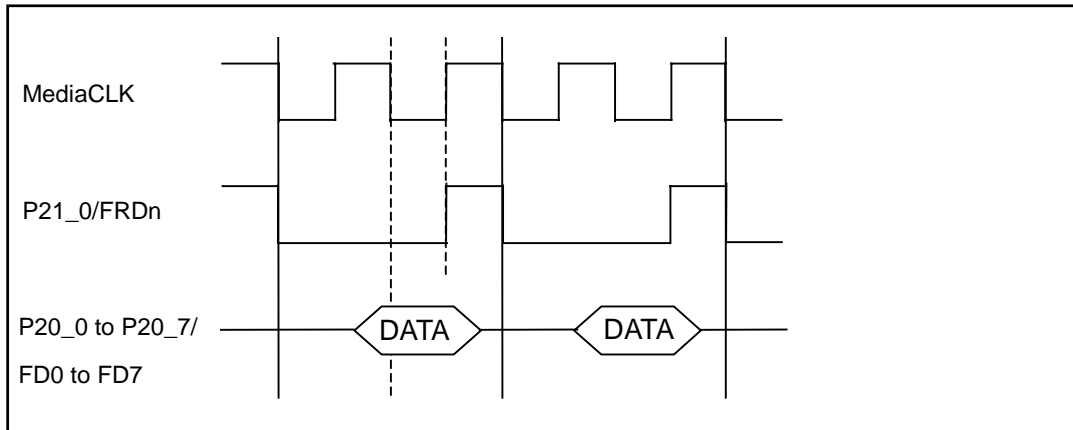 MediaCLK
P21_0/FRDn
P20_0 to P20_7/
DATA DATA
FD0 to FD7